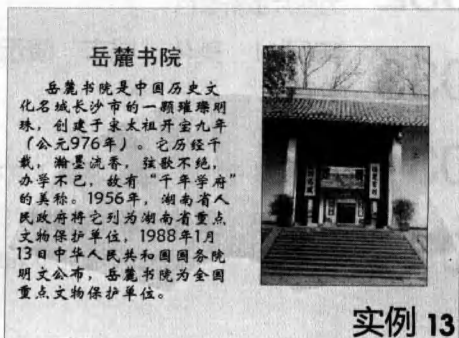 岳麓书院
岳麓书院是中国历史文
化名城长沙市的一颗璀璨明
珠，创建于宋太祖开宝九年
（公元976年）。它历经千
载，瀚墨流香，弦歌不绝，
办学不已，故有“千年学府”
的美称。1956年，湖南省人
民政府将它列为湖南省重点
文物保护单位，1988年1月
13日中华人民共和国国务院
明文公布，岳麓书院为全国
重点文物保护单位。
实例 13